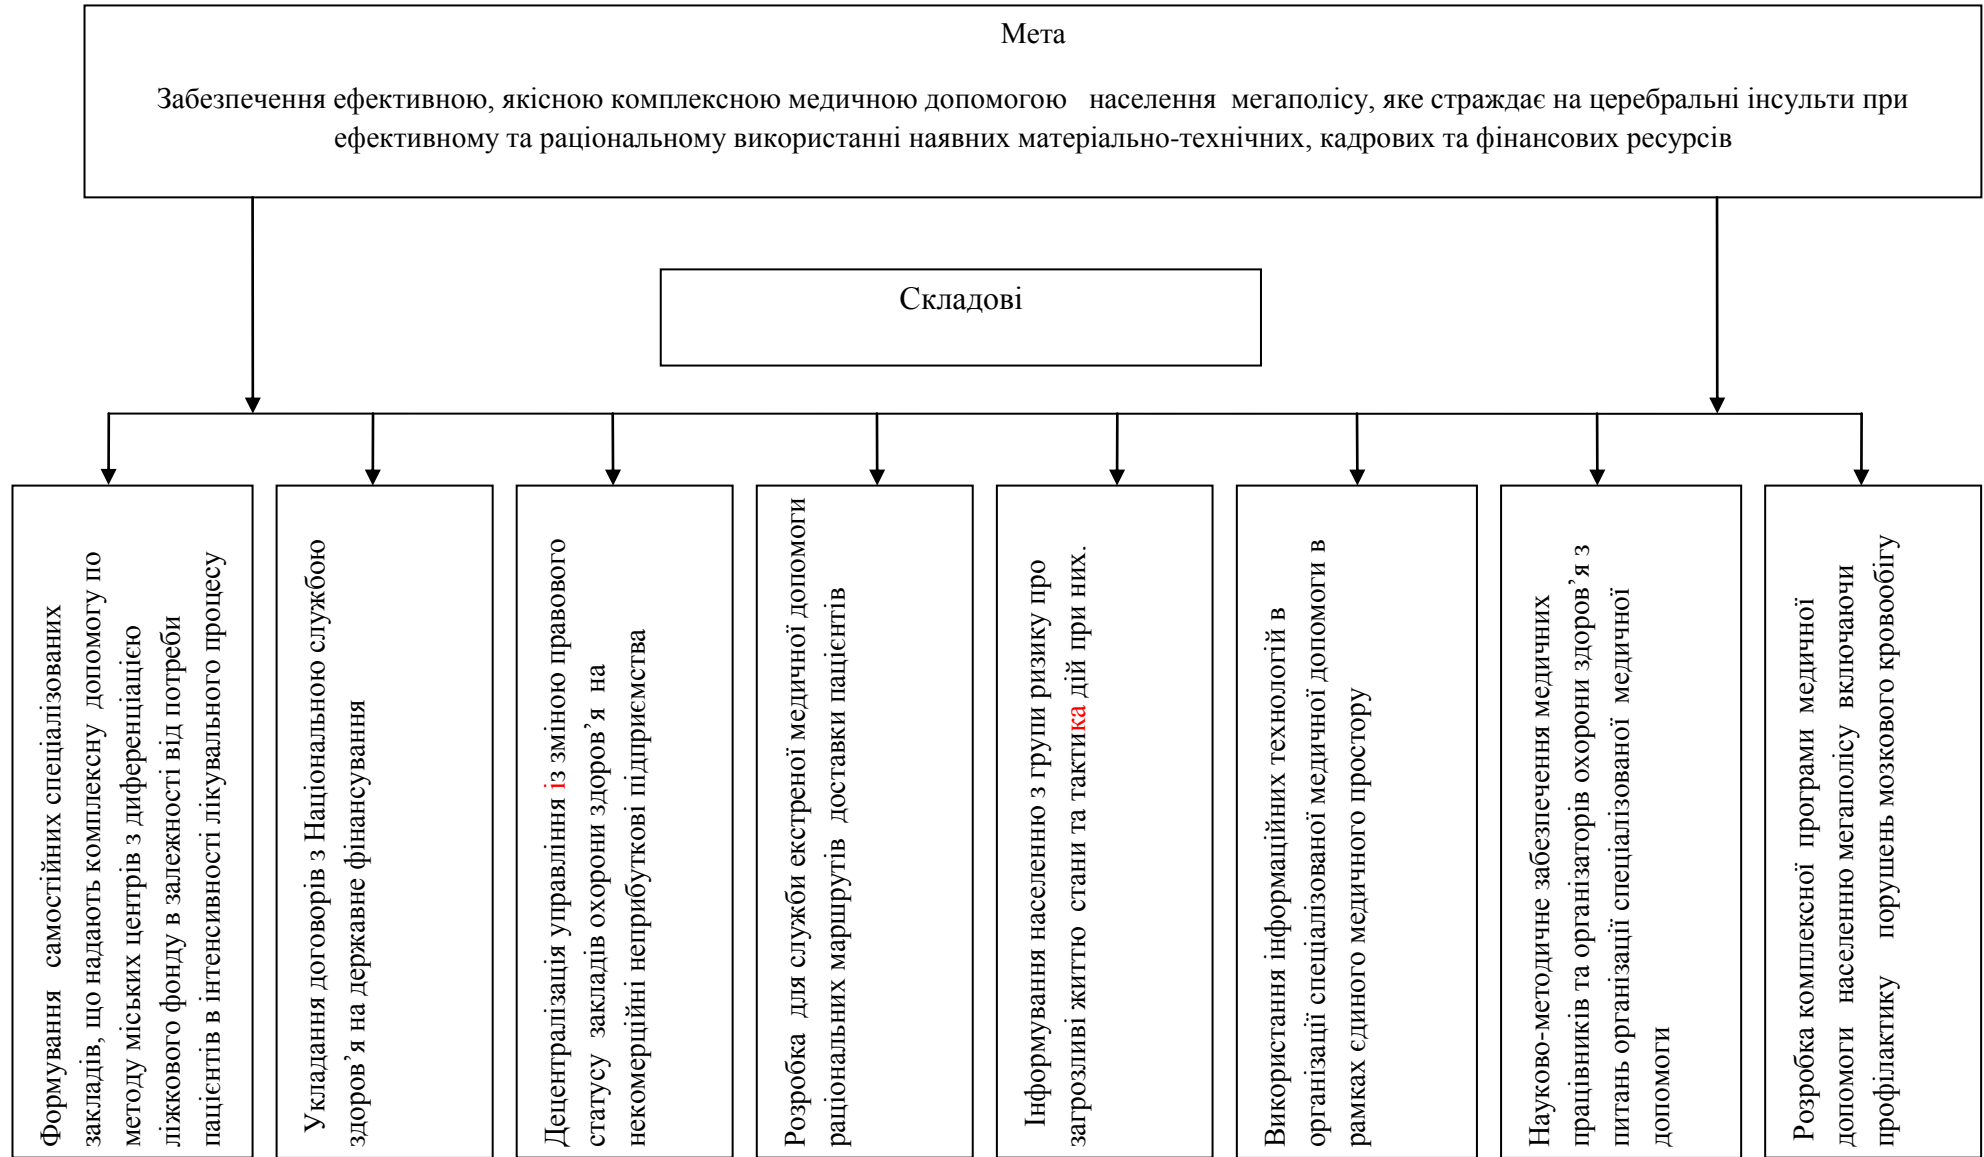 Мета
Забезпечення ефективною, якісною комплексною медичною допомогою населення мегаполісу, яке страждає на церебральні інсульти при
ефективному та раціональному використанні наявних матеріально-технічних, кадрових та фінансових ресурсів
Складові
Формування самостійних спеціалізованих
закладів, що надають комплексну допомогу по
методу міських центрів з диференціацією
ліжкового фонду в залежності від потреби
пацієнтів в інтенсивності лікувального процесу
Укладання договорів з Національною службою
здоров’я на державне фінансування
Децентралізація управління із зміною правового
статусу закладів охорони здоров’я на
некомерційні неприбуткові підприємства
Розробка для служби екстреної медичної допомоги
раціональних маршрутів доставки пацієнтів
Інформування населенню з групи ризику про
загрозливі життю стани та тактика дій при них.
Використання інформаційних технологій в
організації спеціалізованої медичної допомоги в
рамках єдиного медичного простору
Науково-методичне забезпечення медичних
працівників та організаторів охорони здоров’я з
питань організації спеціалізованої медичної
допомоги
Розробка комплексної програми медичної
допомоги населенню мегаполісу включаючи
профілактику порушень мозкового кровообігу